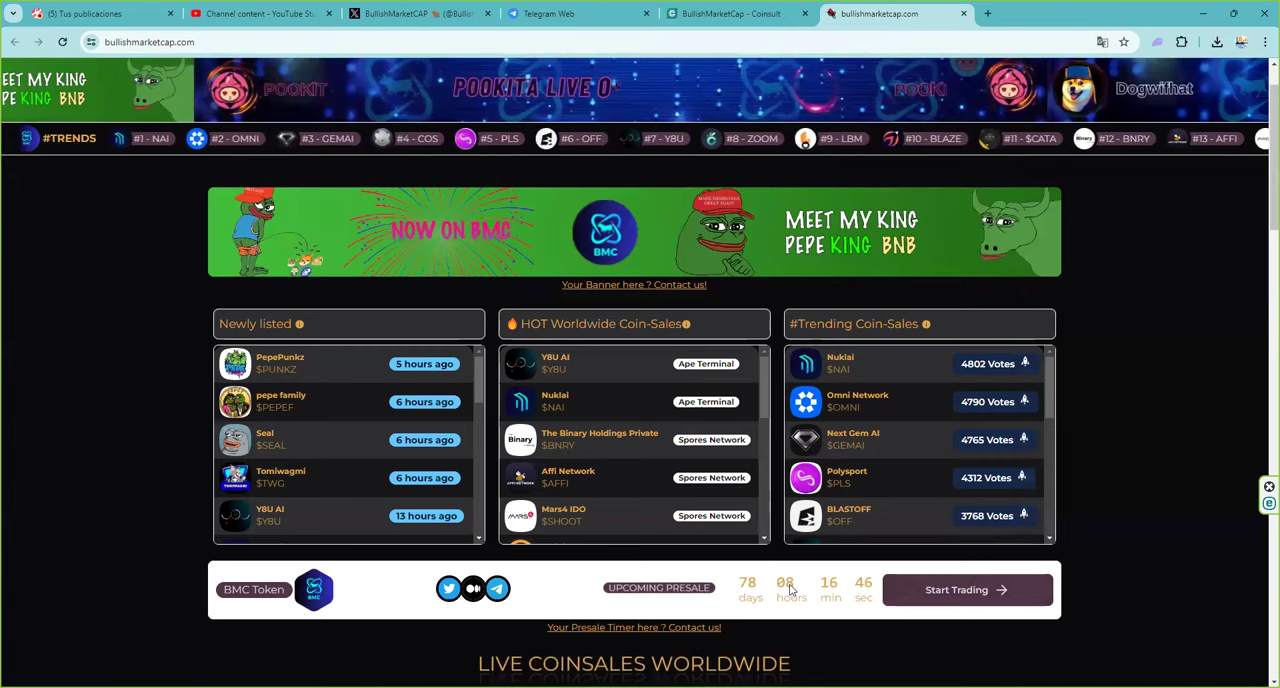 (5) Tus publicaciones
Channel content - YouTube Stu
BullishMarketCAP 🐂 (@Bullis
Telegram Web
BullishMarketCap - Coinsult
bullishmarketcap.com
bullishmarketcap.com
EET MY KING
PE KING BNB
POOKIT
POOKITA LIVE O
POOKI
Dogwifhat
#TRENDS
#1 - NAI
#2 - OMNI
#3 - GEMAI
#4 - COS
#5 - PLS
#6 - OFF
#7 - Y8U
#8 - ZOOM
#9 - LBM
#10 - BLAZE
#11 - $CATA
#12 - BNRY
#13 - AFFI
NOW ON BMC
BMC
MEET MY KING
PEPE KING BNB
Your Banner here ? Contact us!
Newly listed
PepePunkz
$PUNKZ
5 hours ago
pepe family
$PEPEF
6 hours ago
Seal
$SEAL
6 hours ago
Tomiwagmi
$TWG
6 hours ago
Y8U AI
$Y8U
13 hours ago
🔥 HOT Worldwide Coin-Sales
Y8U AI
$Y8U
Ape Terminal
Nuklai
$NAI
Ape Terminal
Binary
The Binary Holdings Private
$BNRY
Spores Network
Affi Network
$AFFI
Spores Network
Mars4 IDO
$SHOOT
Spores Network
#Trending Coin-Sales
Nuklai
$NAI
4802 Votes
Omni Network
$OMNI
4790 Votes
Next Gem AI
$GEMAI
4765 Votes
Polysport
$PLS
4312 Votes
BLASTOFF
$OFF
3768 Votes
BMC Token
BMC
UPCOMING PRESALE
78 08 16 46
days hours min sec
Start Trading →
Your Presale Timer here ? Contact us!
LIVE COINSALES WORLDWIDE